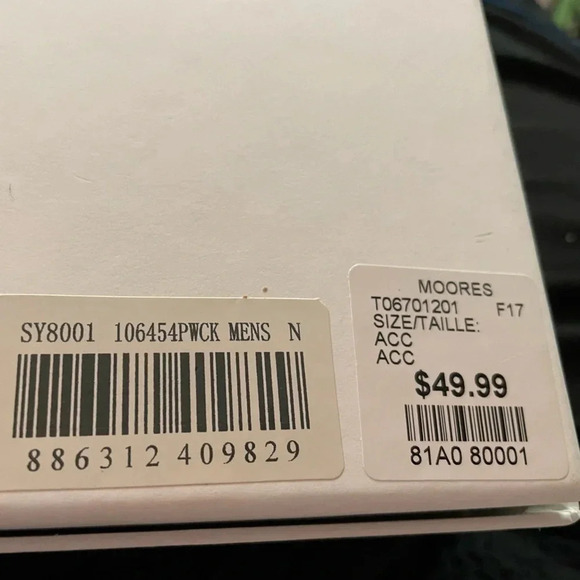 SY8001 106454PWCK MENS N
886312 409829
MOORES
T06701201 F17
SIZE/TAILLE:
ACC
ACC
$49.99
81A0 80001